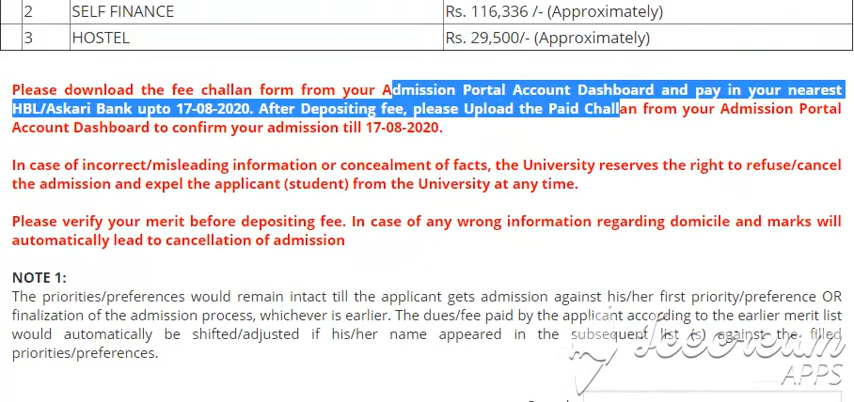 2 SELF FINANCE Rs. 116,336 /- (Approximately)
3 HOSTEL Rs. 29,500/- (Approximately)
Please download the fee challan form from your Admission Portal Account Dashboard and pay in your nearest
HBL/Askari Bank upto 17-08-2020. After Depositing fee, please Upload the Paid Challan from your Admission Portal
Account Dashboard to confirm your admission till 17-08-2020.
In case of incorrect/misleading information or concealment of facts, the University reserves the right to refuse/cancel
the admission and expel the applicant (student) from the University at any time.
Please verify your merit before depositing fee. In case of any wrong information regarding domicile and marks will
automatically lead to cancellation of admission
NOTE 1:
The priorities/preferences would remain intact till the applicant gets admission against his/her first priority/preference OR
finalization of the admission process, whichever is earlier. The dues/fee paid by the applicant according to the earlier merit list
would automatically be shifted/adjusted if his/her name appeared in the subsequent list (s) against the filled
priorities/preferences.
Icecream
APPS